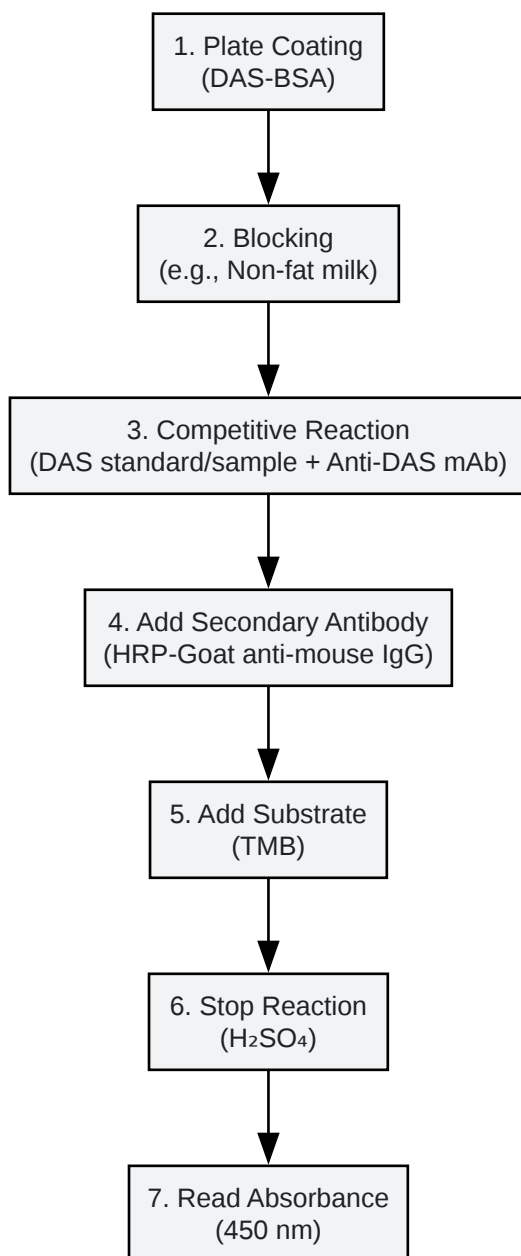 1. Plate Coating
(DAS-BSA)
2. Blocking
(e.g., Non-fat milk)
3. Competitive Reaction
(DAS standard/sample + Anti-DAS mAb)
4. Add Secondary Antibody
(HRP-Goat anti-mouse IgG)
5. Add Substrate
(TMB)
6. Stop Reaction
(H₂SO₄)
7. Read Absorbance
(450 nm)